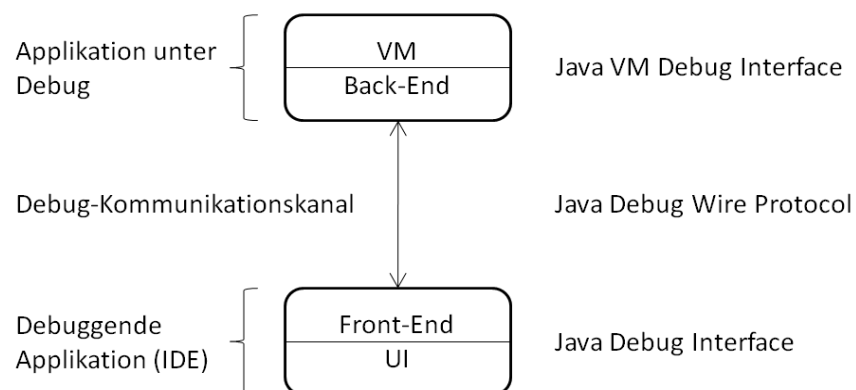 Applikation unter
Debug
VM
Back-End
Java VM Debug Interface
Debug-Kommunikationskanal
Java Debug Wire Protocol
Debuggende
Applikation (IDE)
Front-End
UI
Java Debug Interface